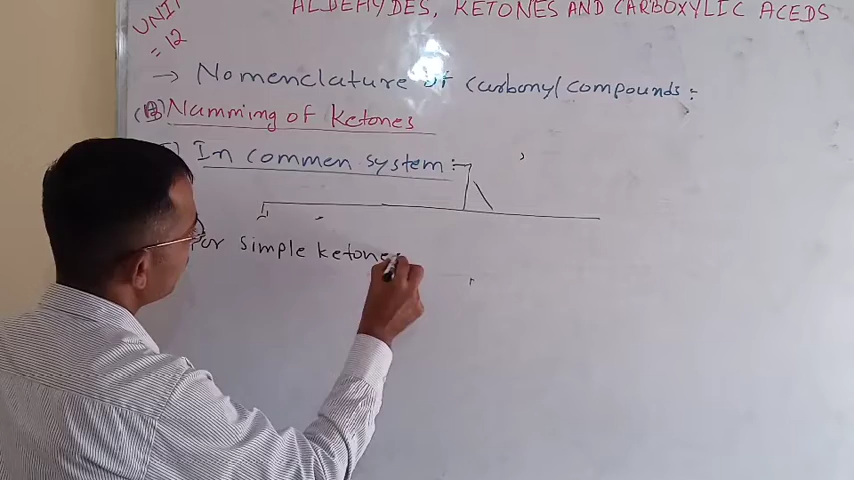 UNIT
= 12
ALDEHYDES, KETONES AND CARBOXYLIC ACEDS
→ Nomenclature of carbonyl compounds:
(B) Namming of Ketones
In commen system:-
For simple ketones